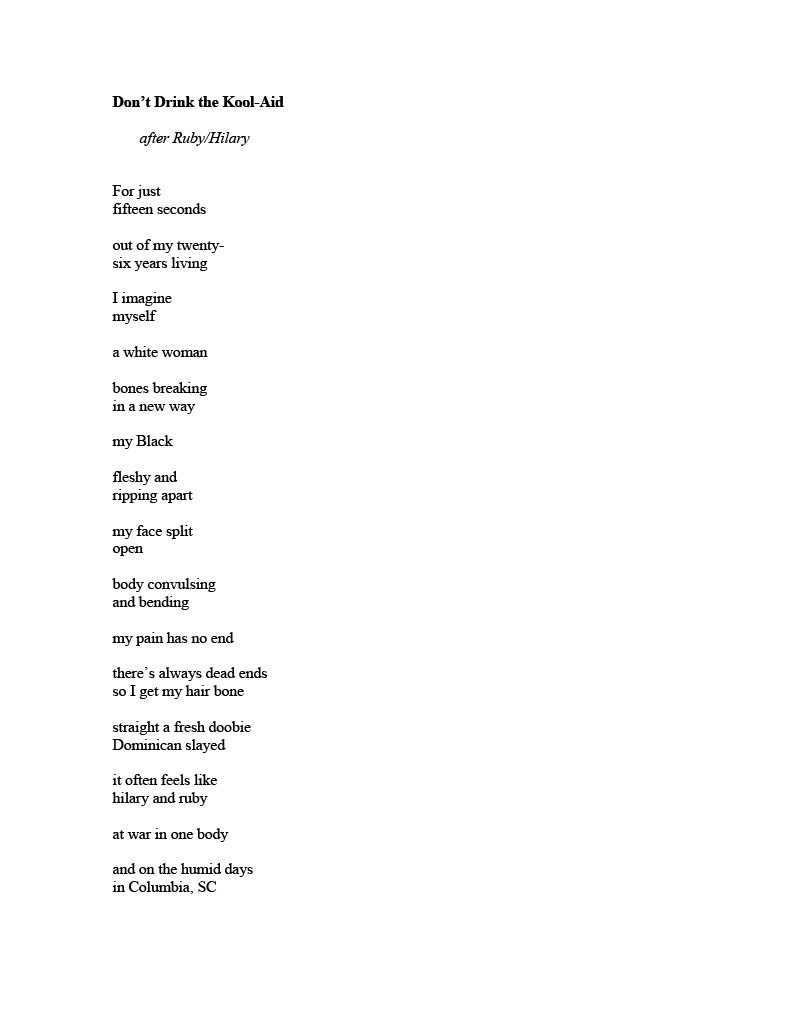 Don’t Drink the Kool-Aid
after Ruby/Hilary
For just
fifteen seconds
out of my twenty-
six years living
I imagine
myself
a white woman
bones breaking
in a new way
my Black
fleshy and
ripping apart
my face split
open
body convulsing
and bending
my pain has no end
there’s always dead ends
so I get my hair bone
straight a fresh doobie
Dominican slayed
it often feels like
hilary and ruby
at war in one body
and on the humid days
in Columbia, SC